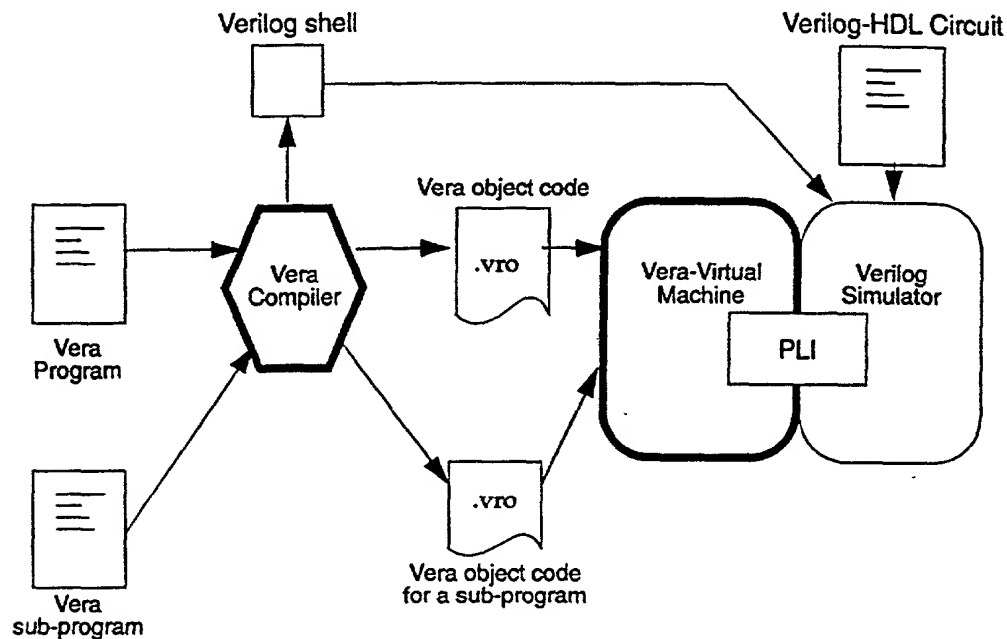 Verilog shell
Verilog-HDL Circuit
Vera object code
.vro
Vera
Compiler
Vera-Virtual
Machine
Verilog
Simulator
PLI
Vera
Program
.vro
Vera object code
for a sub-program
Vera
sub-program